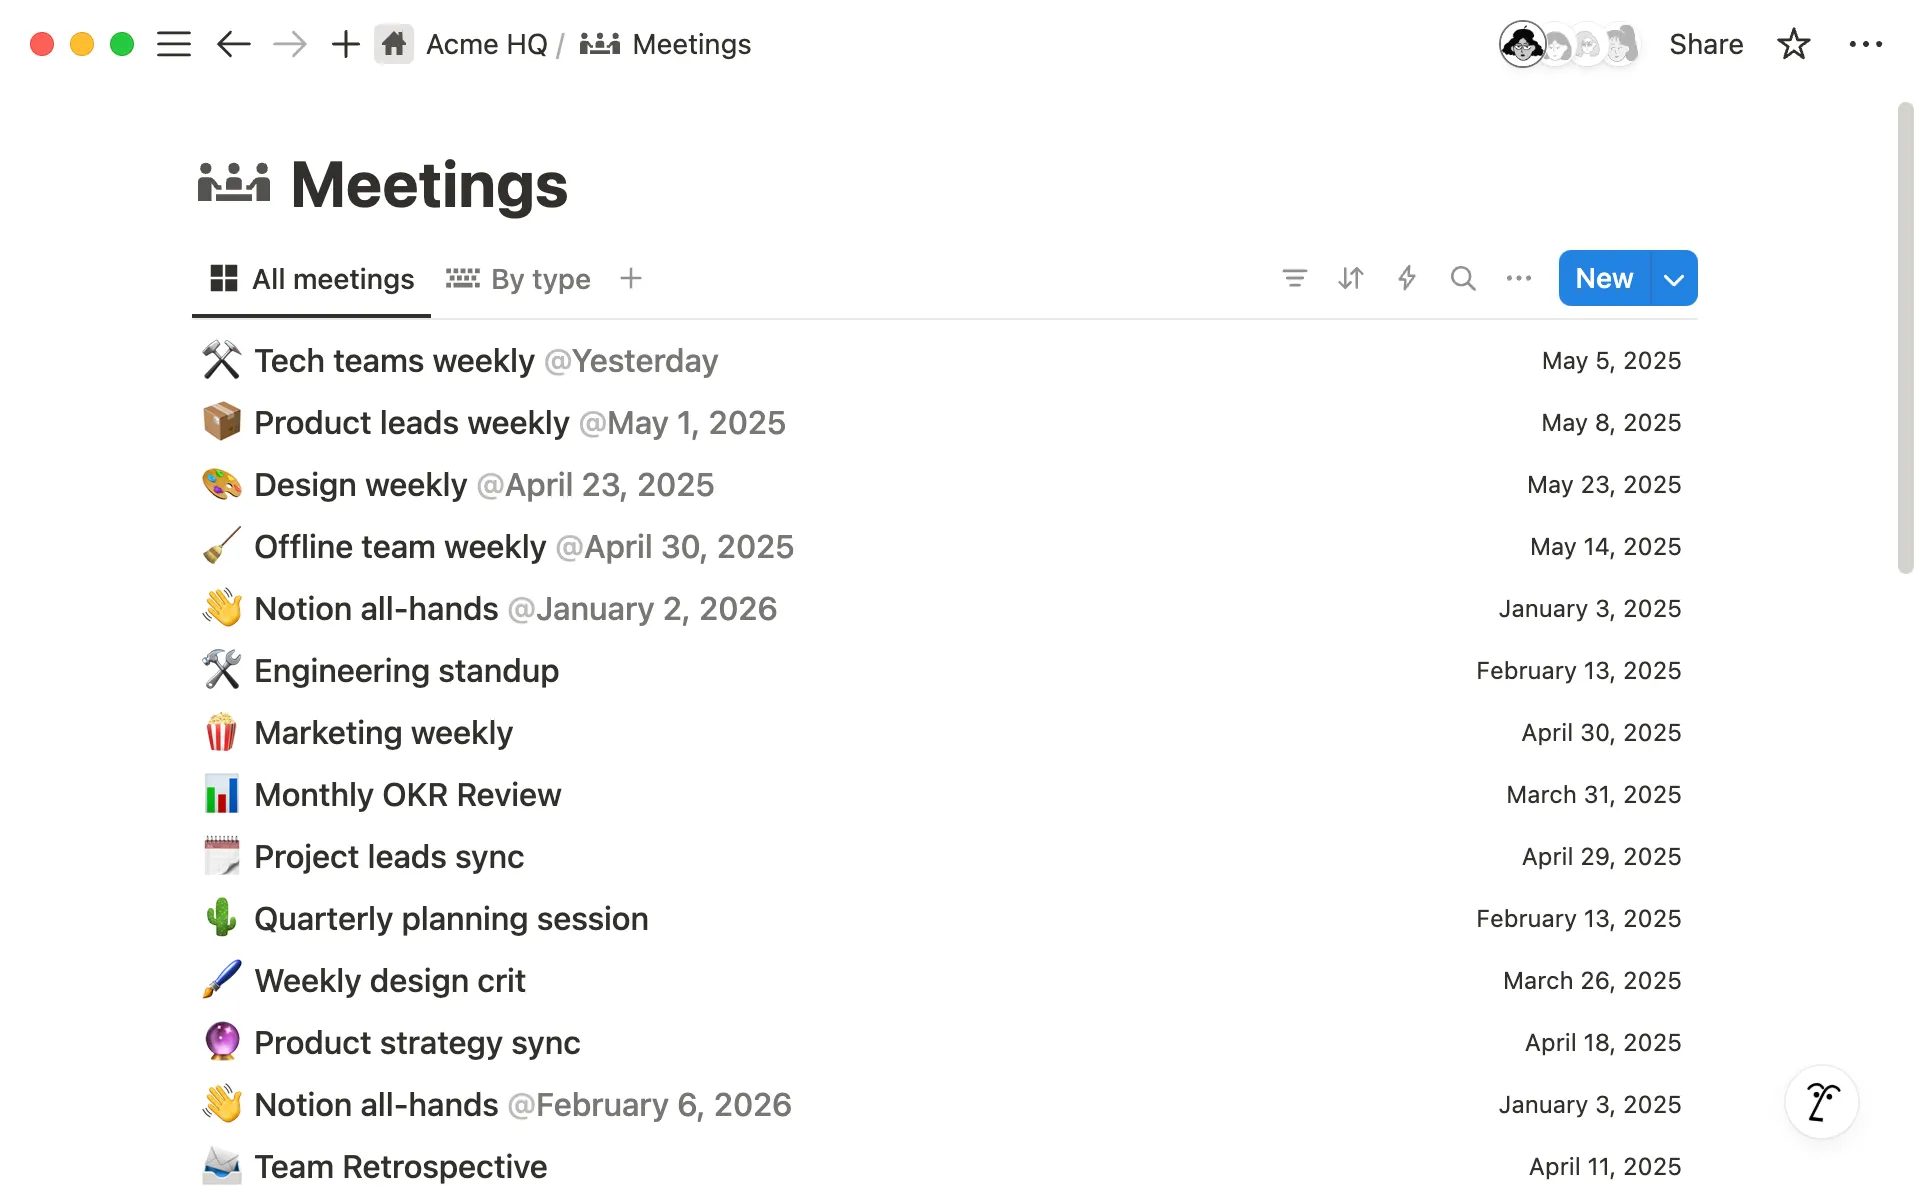 Acme HQ / Meetings Share
Meetings
All meetings By type New
Tech teams weekly @Yesterday May 5, 2025
Product leads weekly @May 1, 2025 May 8, 2025
Design weekly @April 23, 2025 May 23, 2025
Offline team weekly @April 30, 2025 May 14, 2025
Notion all-hands @January 2, 2026 January 3, 2025
Engineering standup February 13, 2025
Marketing weekly April 30, 2025
Monthly OKR Review March 31, 2025
Project leads sync April 29, 2025
Quarterly planning session February 13, 2025
Weekly design crit March 26, 2025
Product strategy sync April 18, 2025
Notion all-hands @February 6, 2026 January 3, 2025
Team Retrospective April 11, 2025